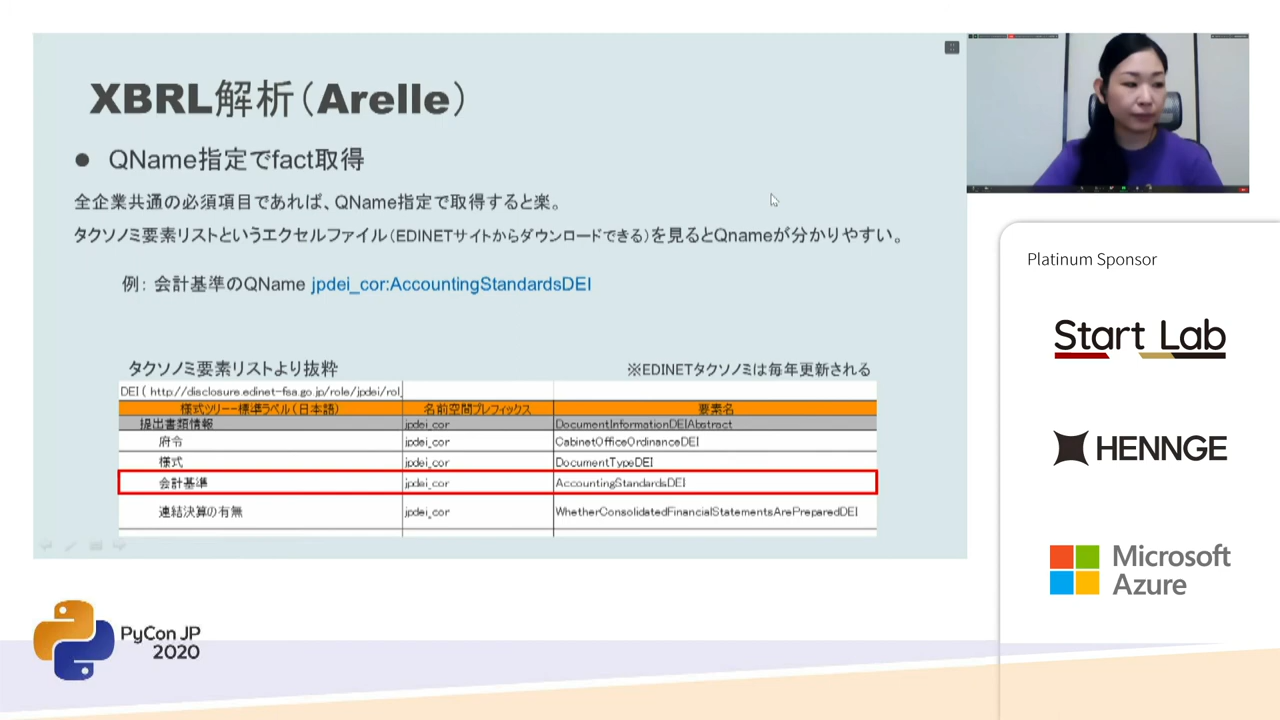 XBRL解析（Arelle）
● QName指定でfact取得
全企業共通の必須項目であれば、QName指定で取得すると楽。
タクソノミ要素リストというエクセルファイル（EDINETサイトからダウンロードできる）を見るとQnameが分かりやすい。
例： 会計基準のQName jpdei_cor:AccountingStandardsDEI
タクソノミ要素リストより抜粋 ※EDINETタクソノミは毎年更新される
DEI ( http://disclosure.edinet-fsa.go.jp/role/jpdei/rol_
様式ツリー-標準ラベル（日本語） 名前空間プレフィックス 要素名
提出書類情報 jpdei_cor DocumentInformationDEIAbstract
府令 jpdei_cor CabinetOfficeOrdinanceDEI
様式 jpdei_cor DocumentTypeDEI
会計基準 jpdei_cor AccountingStandardsDEI
連結決算の有無 jpdei_cor WhetherConsolidatedFinancialStatementsArePreparedDEI
Platinum Sponsor
Start Lab
HENNGE
Microsoft
Azure
PyCon JP
2020